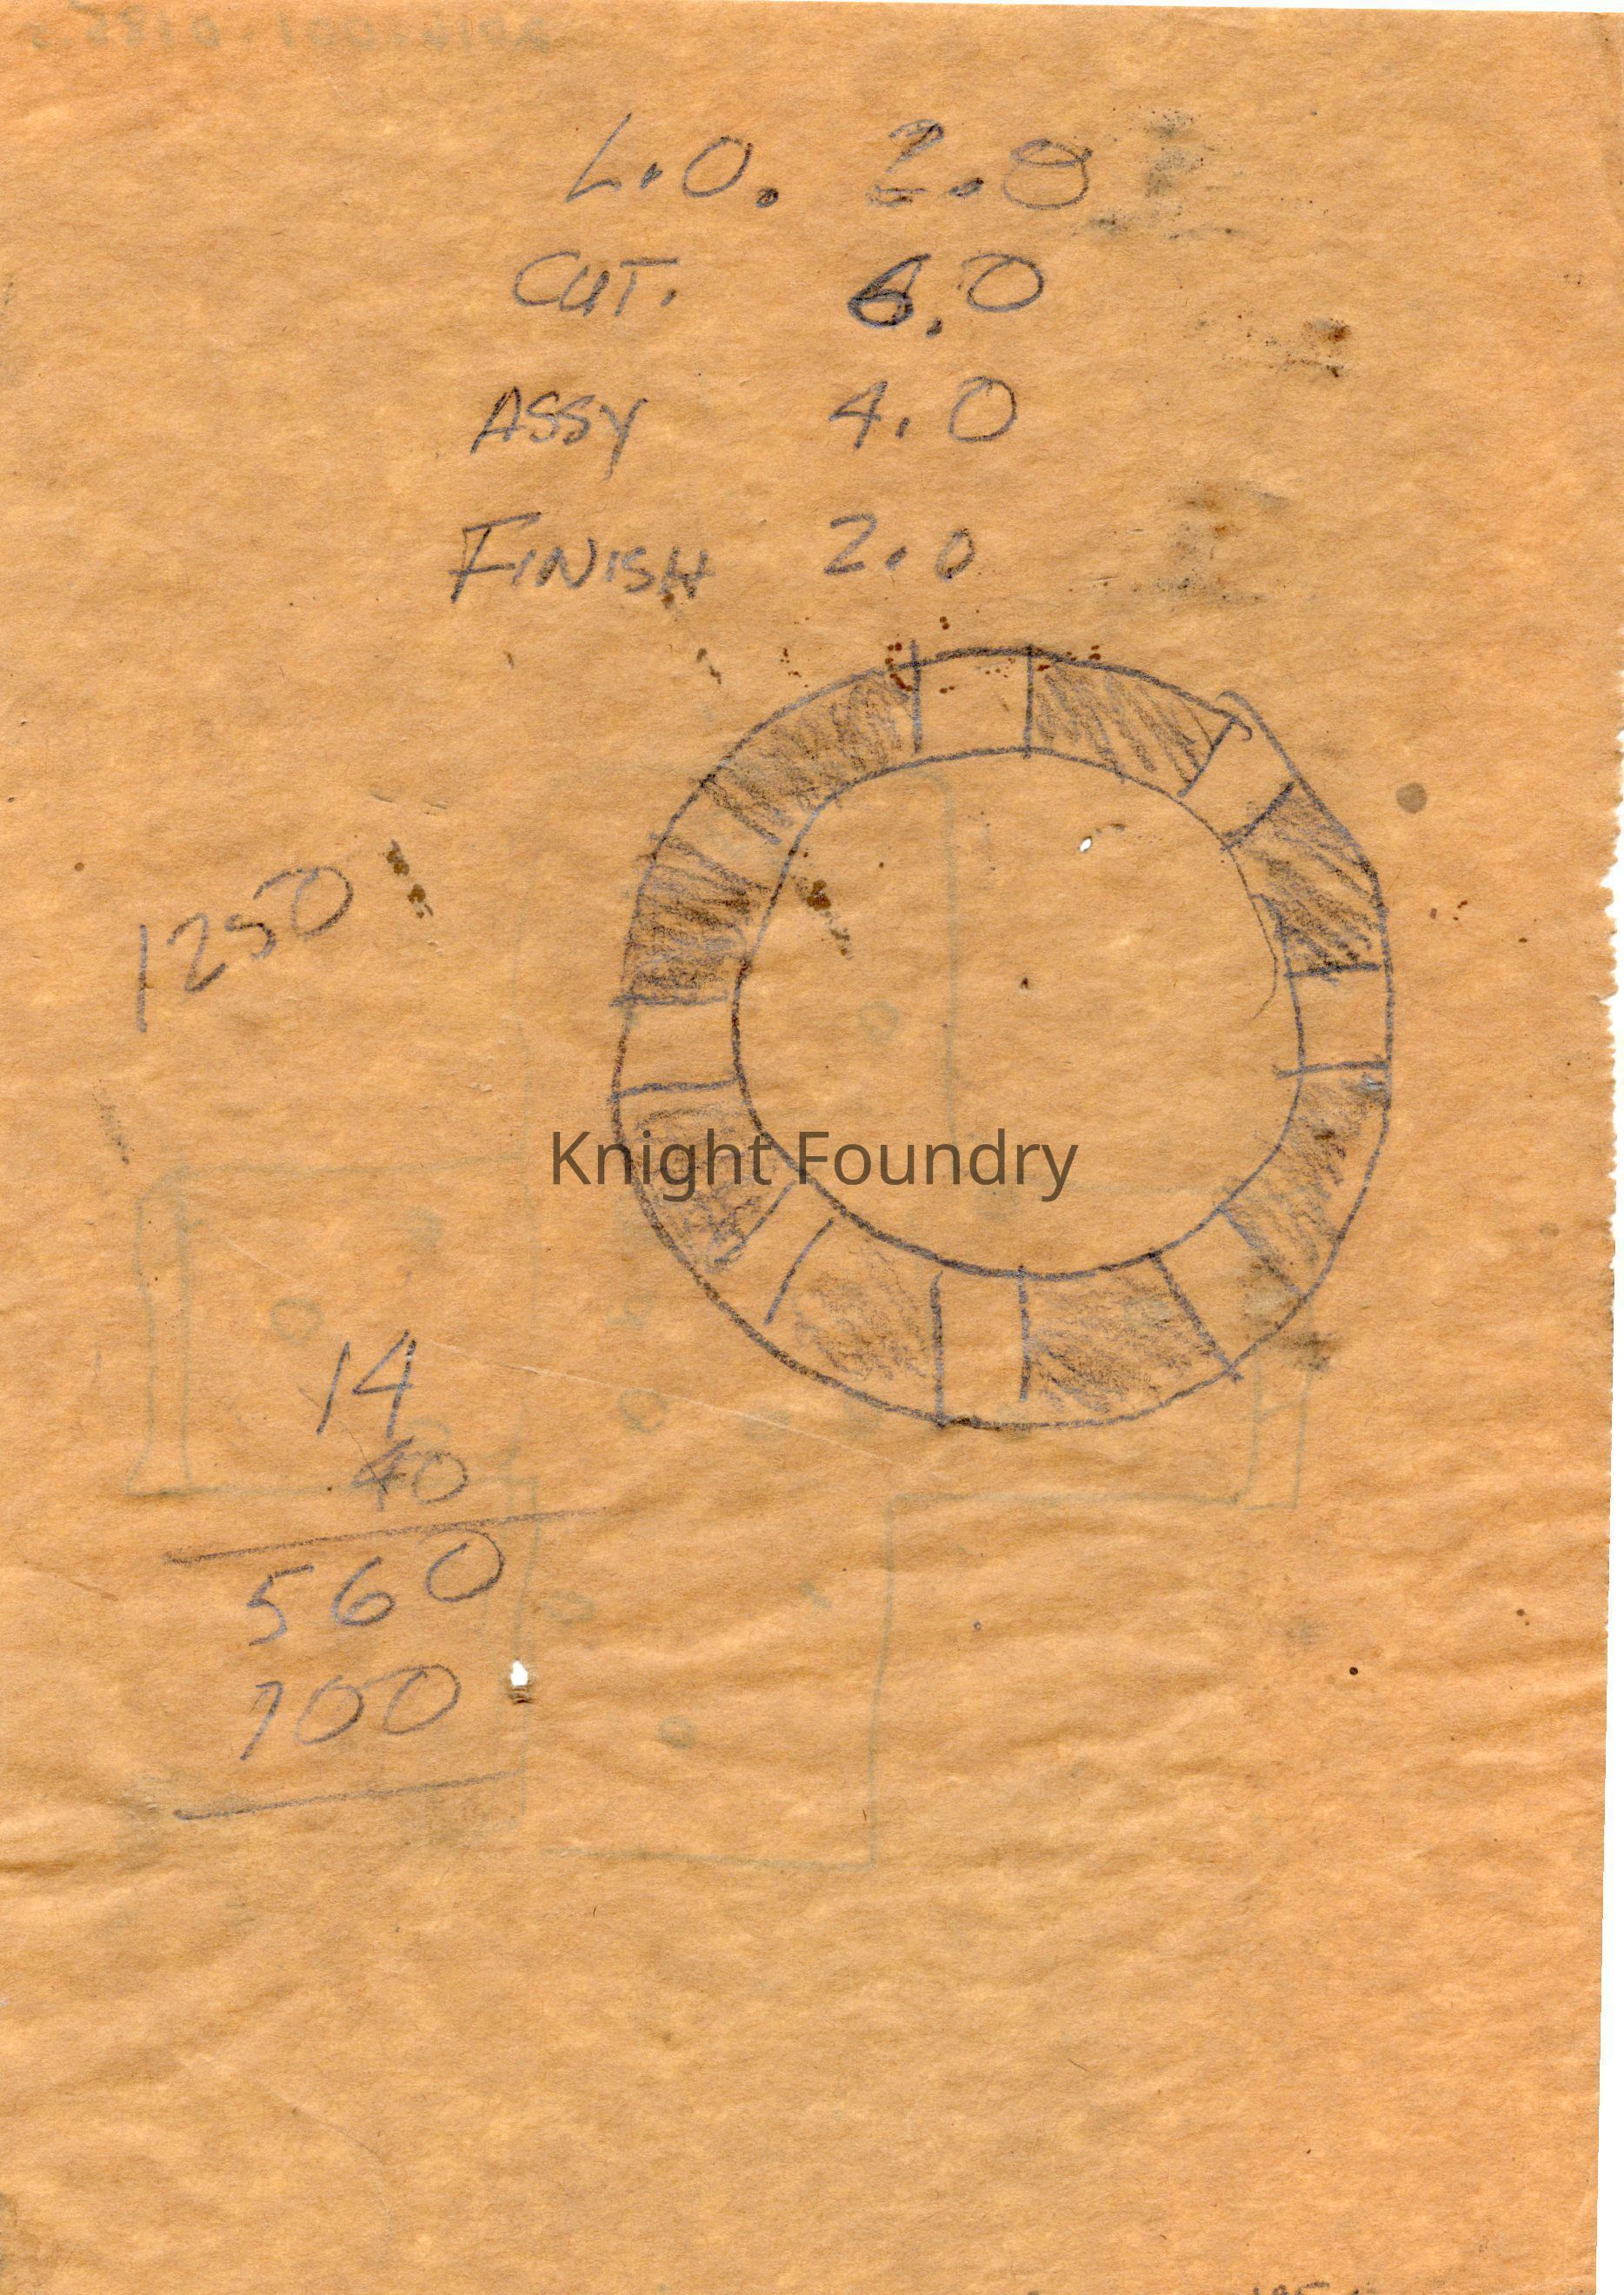 L.O. 2.0
CUT. 6.0
ASSY 4.0
FINISH 2.0
1250
Knight Foundry
14
40
560
700